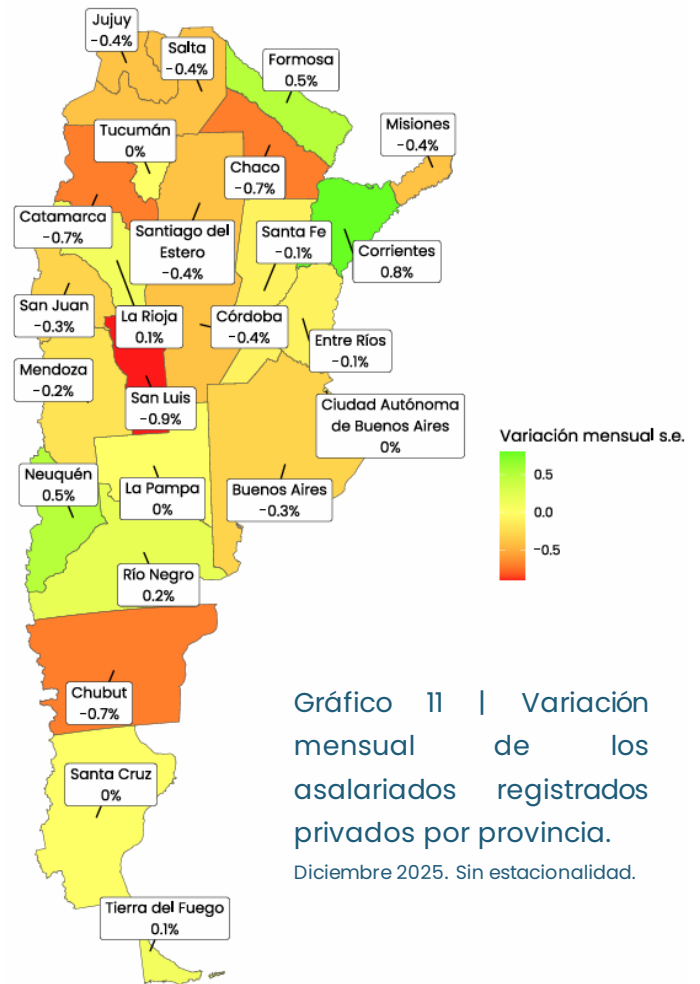 Jujuy
−0.4%
Salta
−0.4%
Formosa
0.5%
Misiones
−0.4%
Tucumán
0%
Chaco
−0.7%
Catamarca
−0.7%
Santiago del
Estero
−0.4%
Santa Fe
−0.1%
Corrientes
0.8%
San Juan
−0.3%
La Rioja
0.1%
Córdoba
−0.4%
Entre Ríos
−0.1%
Mendoza
−0.2%
San Luis
−0.9%
Ciudad Autónoma
de Buenos Aires
0%
Variación mensual s.e.
0.5
0.0
−0.5
Neuquén
0.5%
La Pampa
0%
Buenos Aires
−0.3%
Río Negro
0.2%
Chubut
−0.7%
Gráfico 11 | Variación
mensual de los
asalariados registrados
privados por provincia.
Diciembre 2025. Sin estacionalidad.
Santa Cruz
0%
Tierra del Fuego
0.1%